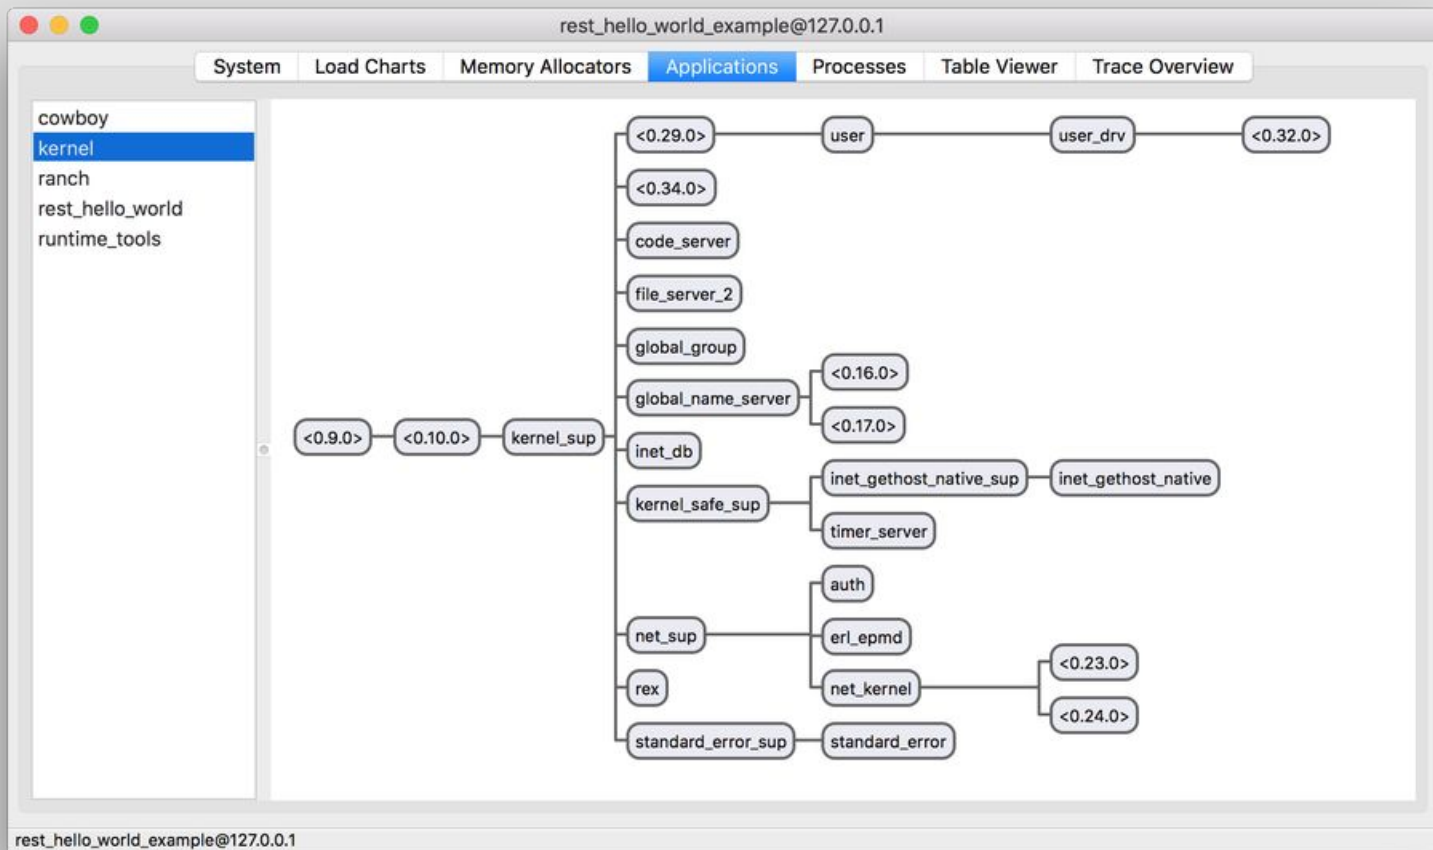 rest_hello_world_example@127.0.0.1
System Load Charts Memory Allocators Applications Processes Table Viewer Trace Overview
cowboy
kernel
ranch
rest_hello_world
runtime_tools
<0.29.0> user user_drv <0.32.0>
<0.34.0>
code_server
file_server_2
global_group
<0.16.0>
global_name_server
<0.17.0>
<0.9.0> <0.10.0> kernel_sup
inet_db
inet_gethost_native_sup inet_gethost_native
kernel_safe_sup
timer_server
auth
net_sup erl_epmd
<0.23.0>
rex net_kernel
<0.24.0>
standard_error_sup standard_error
rest_hello_world_example@127.0.0.1